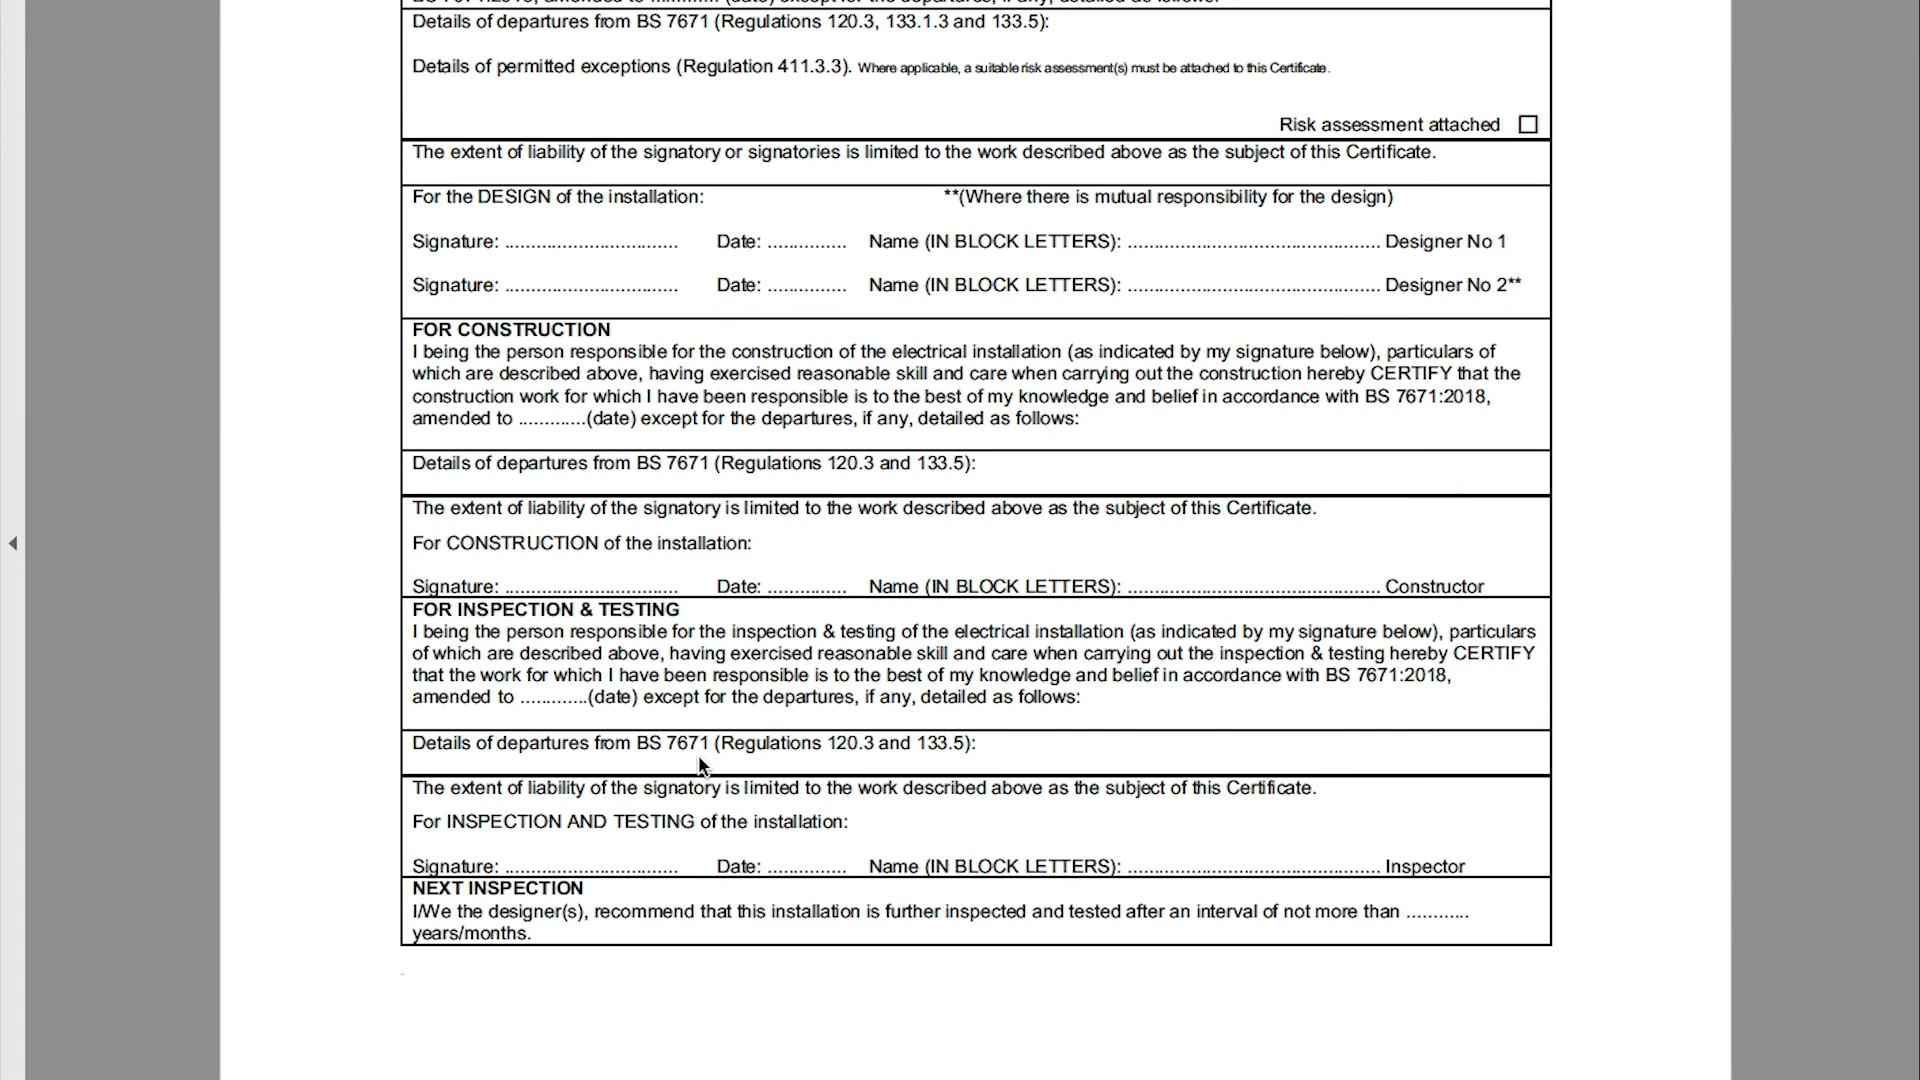 Details of departures from BS 7671 (Regulations 120.3, 133.1.3 and 133.5):
Details of permitted exceptions (Regulation 411.3.3). Where applicable, a suitable risk assessment(s) must be attached to this Certificate.
Risk assessment attached
The extent of liability of the signatory or signatories is limited to the work described above as the subject of this Certificate.
For the DESIGN of the installation: **(Where there is mutual responsibility for the design)
Signature: ................................. Date: ............... Name (IN BLOCK LETTERS): ................................................ Designer No 1
Signature: ................................. Date: ............... Name (IN BLOCK LETTERS): ................................................ Designer No 2**
FOR CONSTRUCTION
I being the person responsible for the construction of the electrical installation (as indicated by my signature below), particulars of
which are described above, having exercised reasonable skill and care when carrying out the construction hereby CERTIFY that the
construction work for which I have been responsible is to the best of my knowledge and belief in accordance with BS 7671:2018,
amended to .............(date) except for the departures, if any, detailed as follows:
Details of departures from BS 7671 (Regulations 120.3 and 133.5):
The extent of liability of the signatory is limited to the work described above as the subject of this Certificate.
For CONSTRUCTION of the installation:
Signature: ................................. Date: ............... Name (IN BLOCK LETTERS): ................................................ Constructor
FOR INSPECTION & TESTING
I being the person responsible for the inspection & testing of the electrical installation (as indicated by my signature below), particulars
of which are described above, having exercised reasonable skill and care when carrying out the inspection & testing hereby CERTIFY
that the work for which I have been responsible is to the best of my knowledge and belief in accordance with BS 7671:2018,
amended to .............(date) except for the departures, if any, detailed as follows:
Details of departures from BS 7671 (Regulations 120.3 and 133.5):
The extent of liability of the signatory is limited to the work described above as the subject of this Certificate.
For INSPECTION AND TESTING of the installation:
Signature: ................................. Date: ............... Name (IN BLOCK LETTERS): ................................................ Inspector
NEXT INSPECTION
I/We the designer(s), recommend that this installation is further inspected and tested after an interval of not more than ............
years/months.